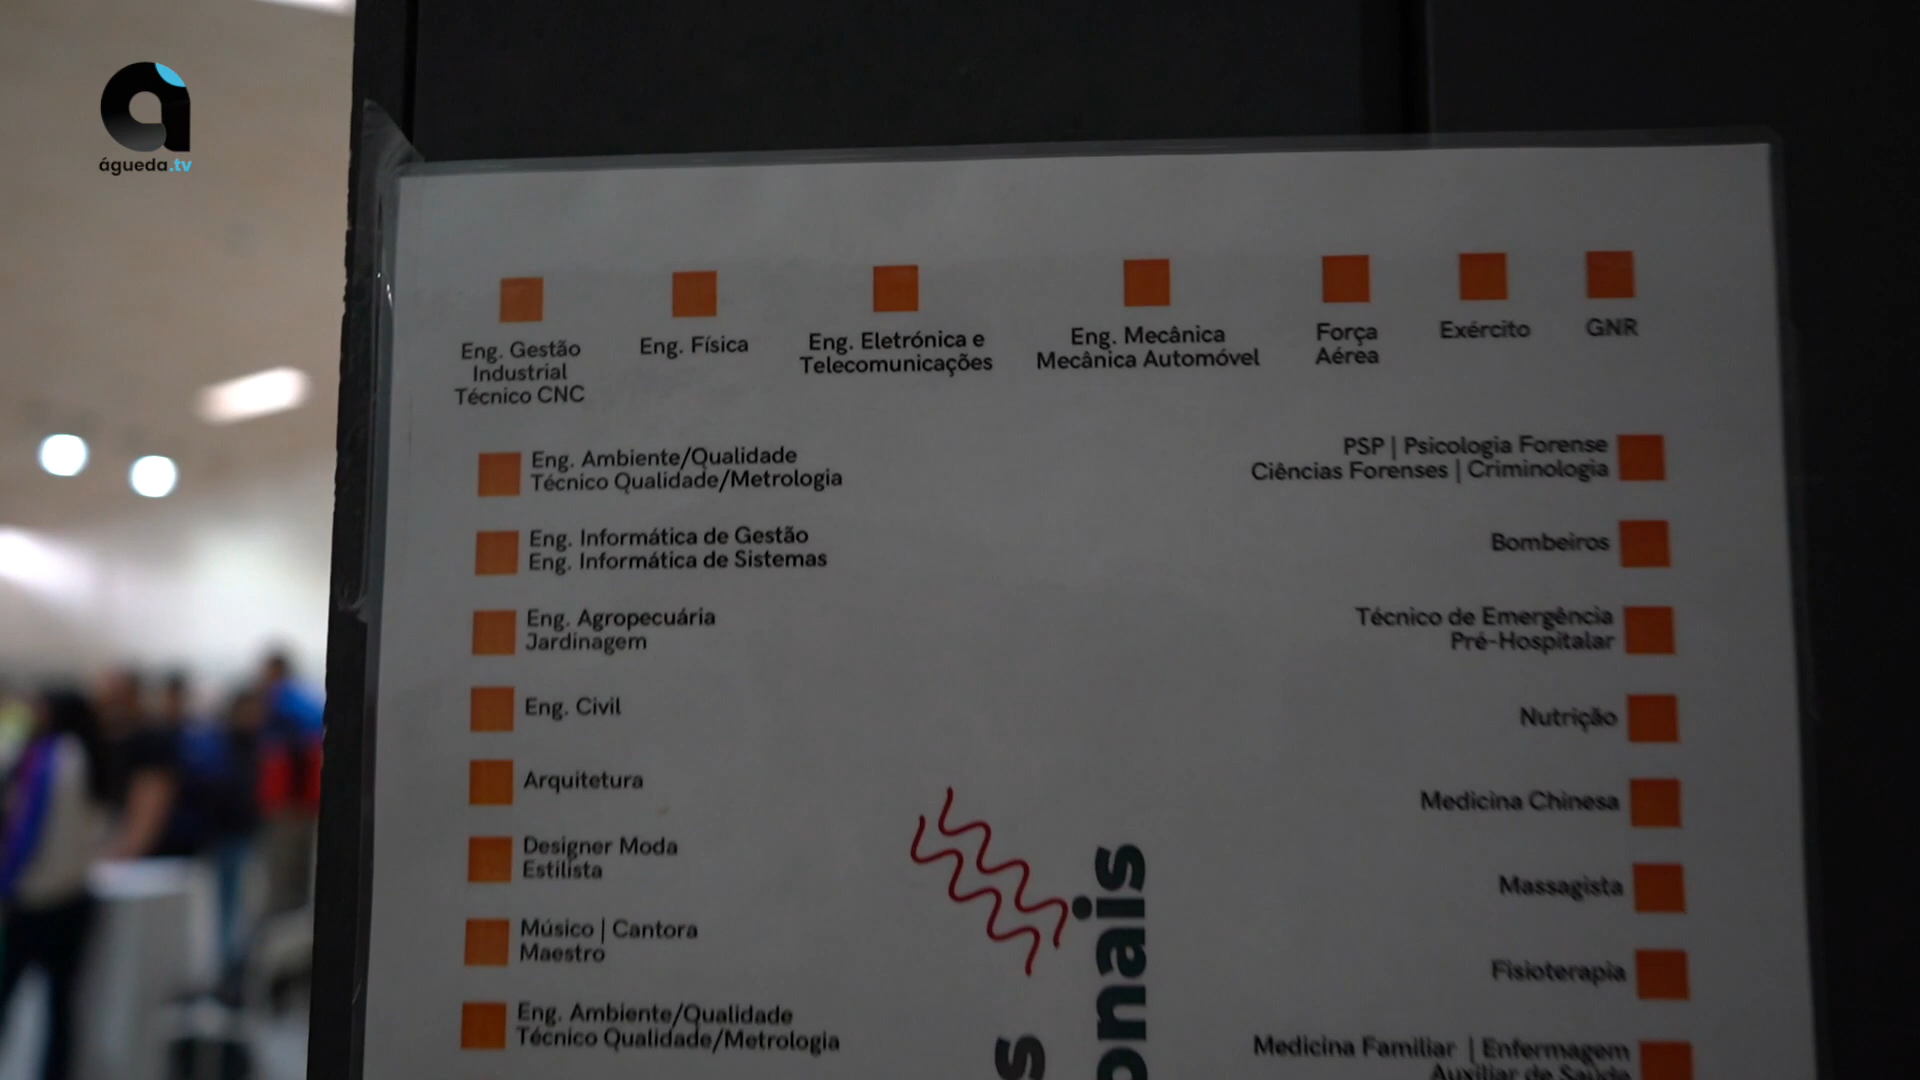 águeda.tv
Eng. Gestão
Industrial
Técnico CNC
Eng. Física
Eng. Eletrónica e
Telecomunicações
Eng. Mecânica
Mecânica Automóvel
Força
Aérea
Exército
GNR
Eng. Ambiente/Qualidade
Técnico Qualidade/Metrologia
Eng. Informática de Gestão
Eng. Informática de Sistemas
Eng. Agropecuária
Jardinagem
Eng. Civil
Arquitetura
Designer Moda
Estilista
Músico | Cantora
Maestro
Eng. Ambiente/Qualidade
Técnico Qualidade/Metrologia
PSP | Psicologia Forense
Ciências Forenses | Criminologia
Bombeiros
Técnico de Emergência
Pré-Hospitalar
Nutrição
Medicina Chinesa
Massagista
Fisioterapia
Medicina Familiar | Enfermagem
Auxiliar de Saúde
s
onais